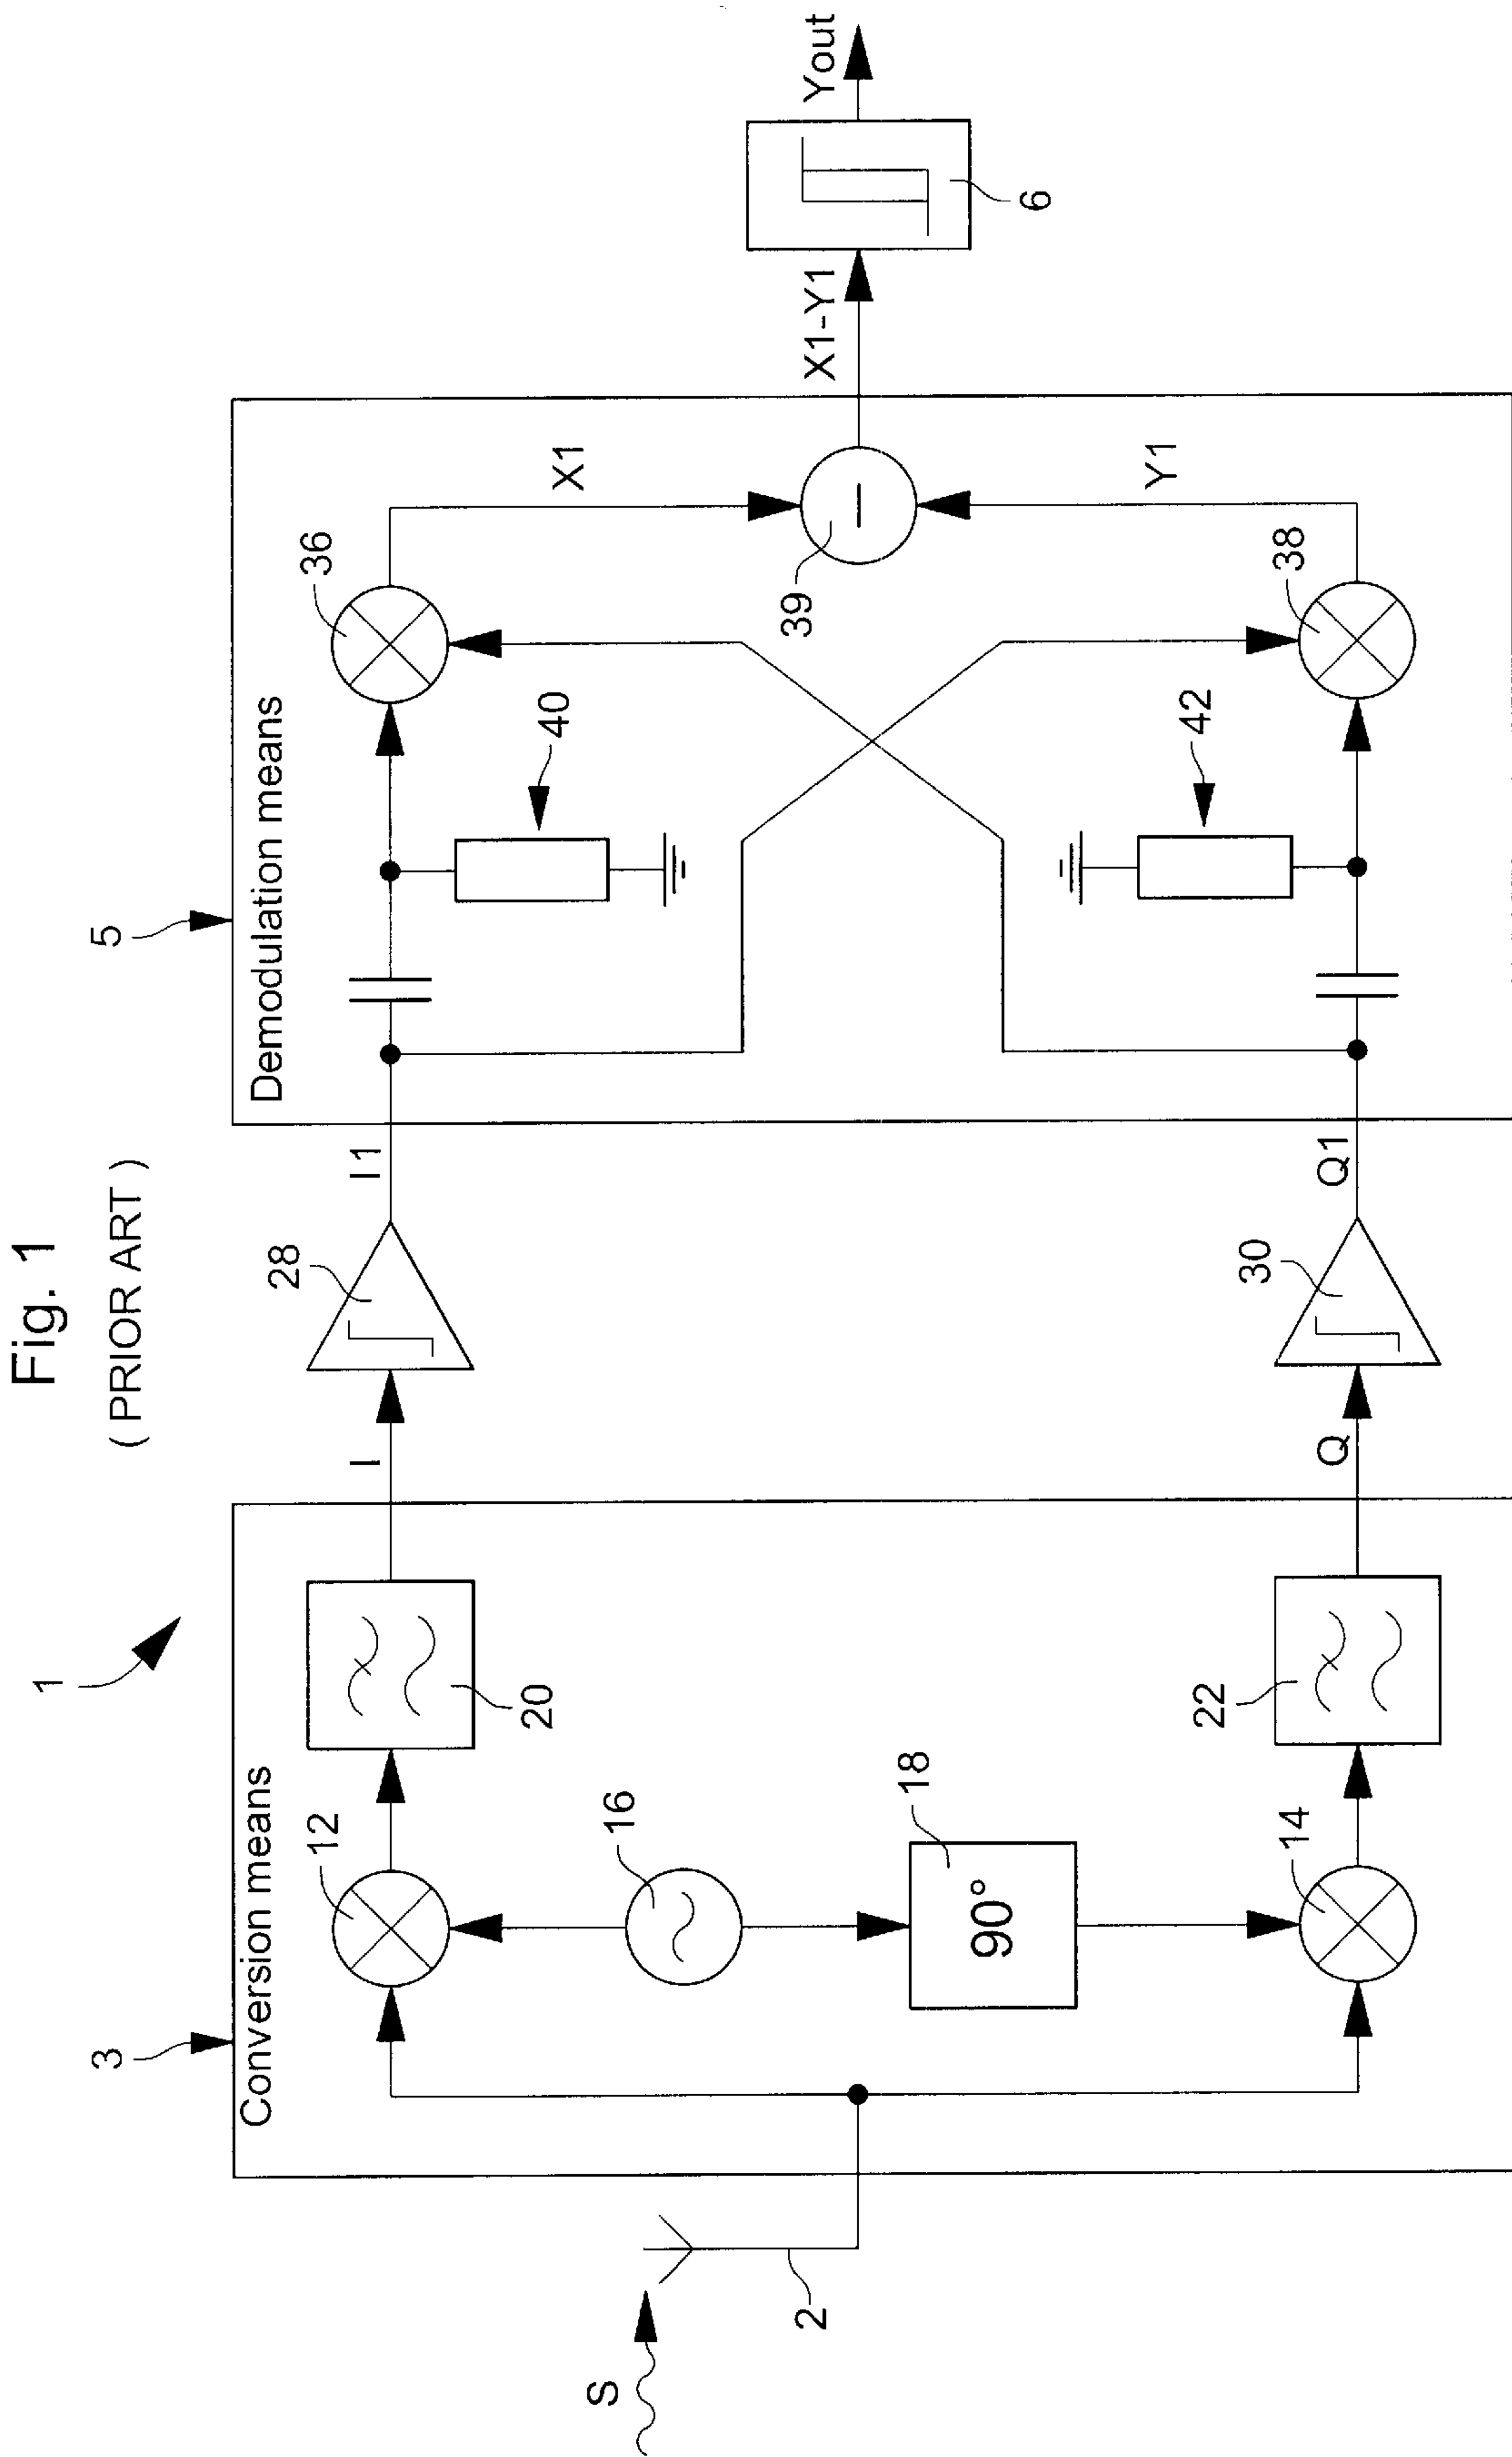 Fig. 1
( PRIOR ART )
1
3
Conversion means
5
Demodulation means
12
20
I
28
I1
40
36
X1
S
2
16
18
90°
39
X1-Y1
6
Yout
14
22
Q
30
Q1
42
38
Y1